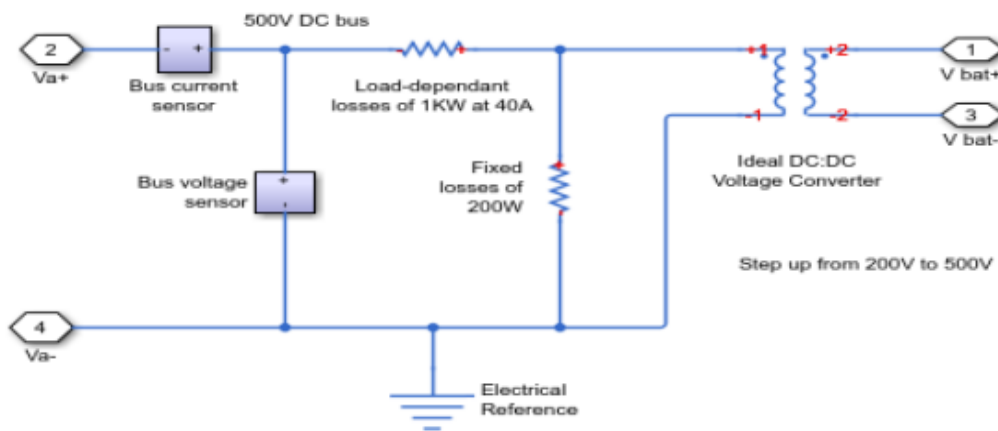 500V DC bus
2
Va+
- +
Bus current
sensor
- +
Load-dependant
losses of 1KW at 40A
+1
+2
1
V bat+
-1
-2
3
V bat-
Bus voltage
sensor
+
-
Fixed
losses of
200W
+
-
Ideal DC:DC
Voltage Converter
Step up from 200V to 500V
4
Va-
Electrical
Reference